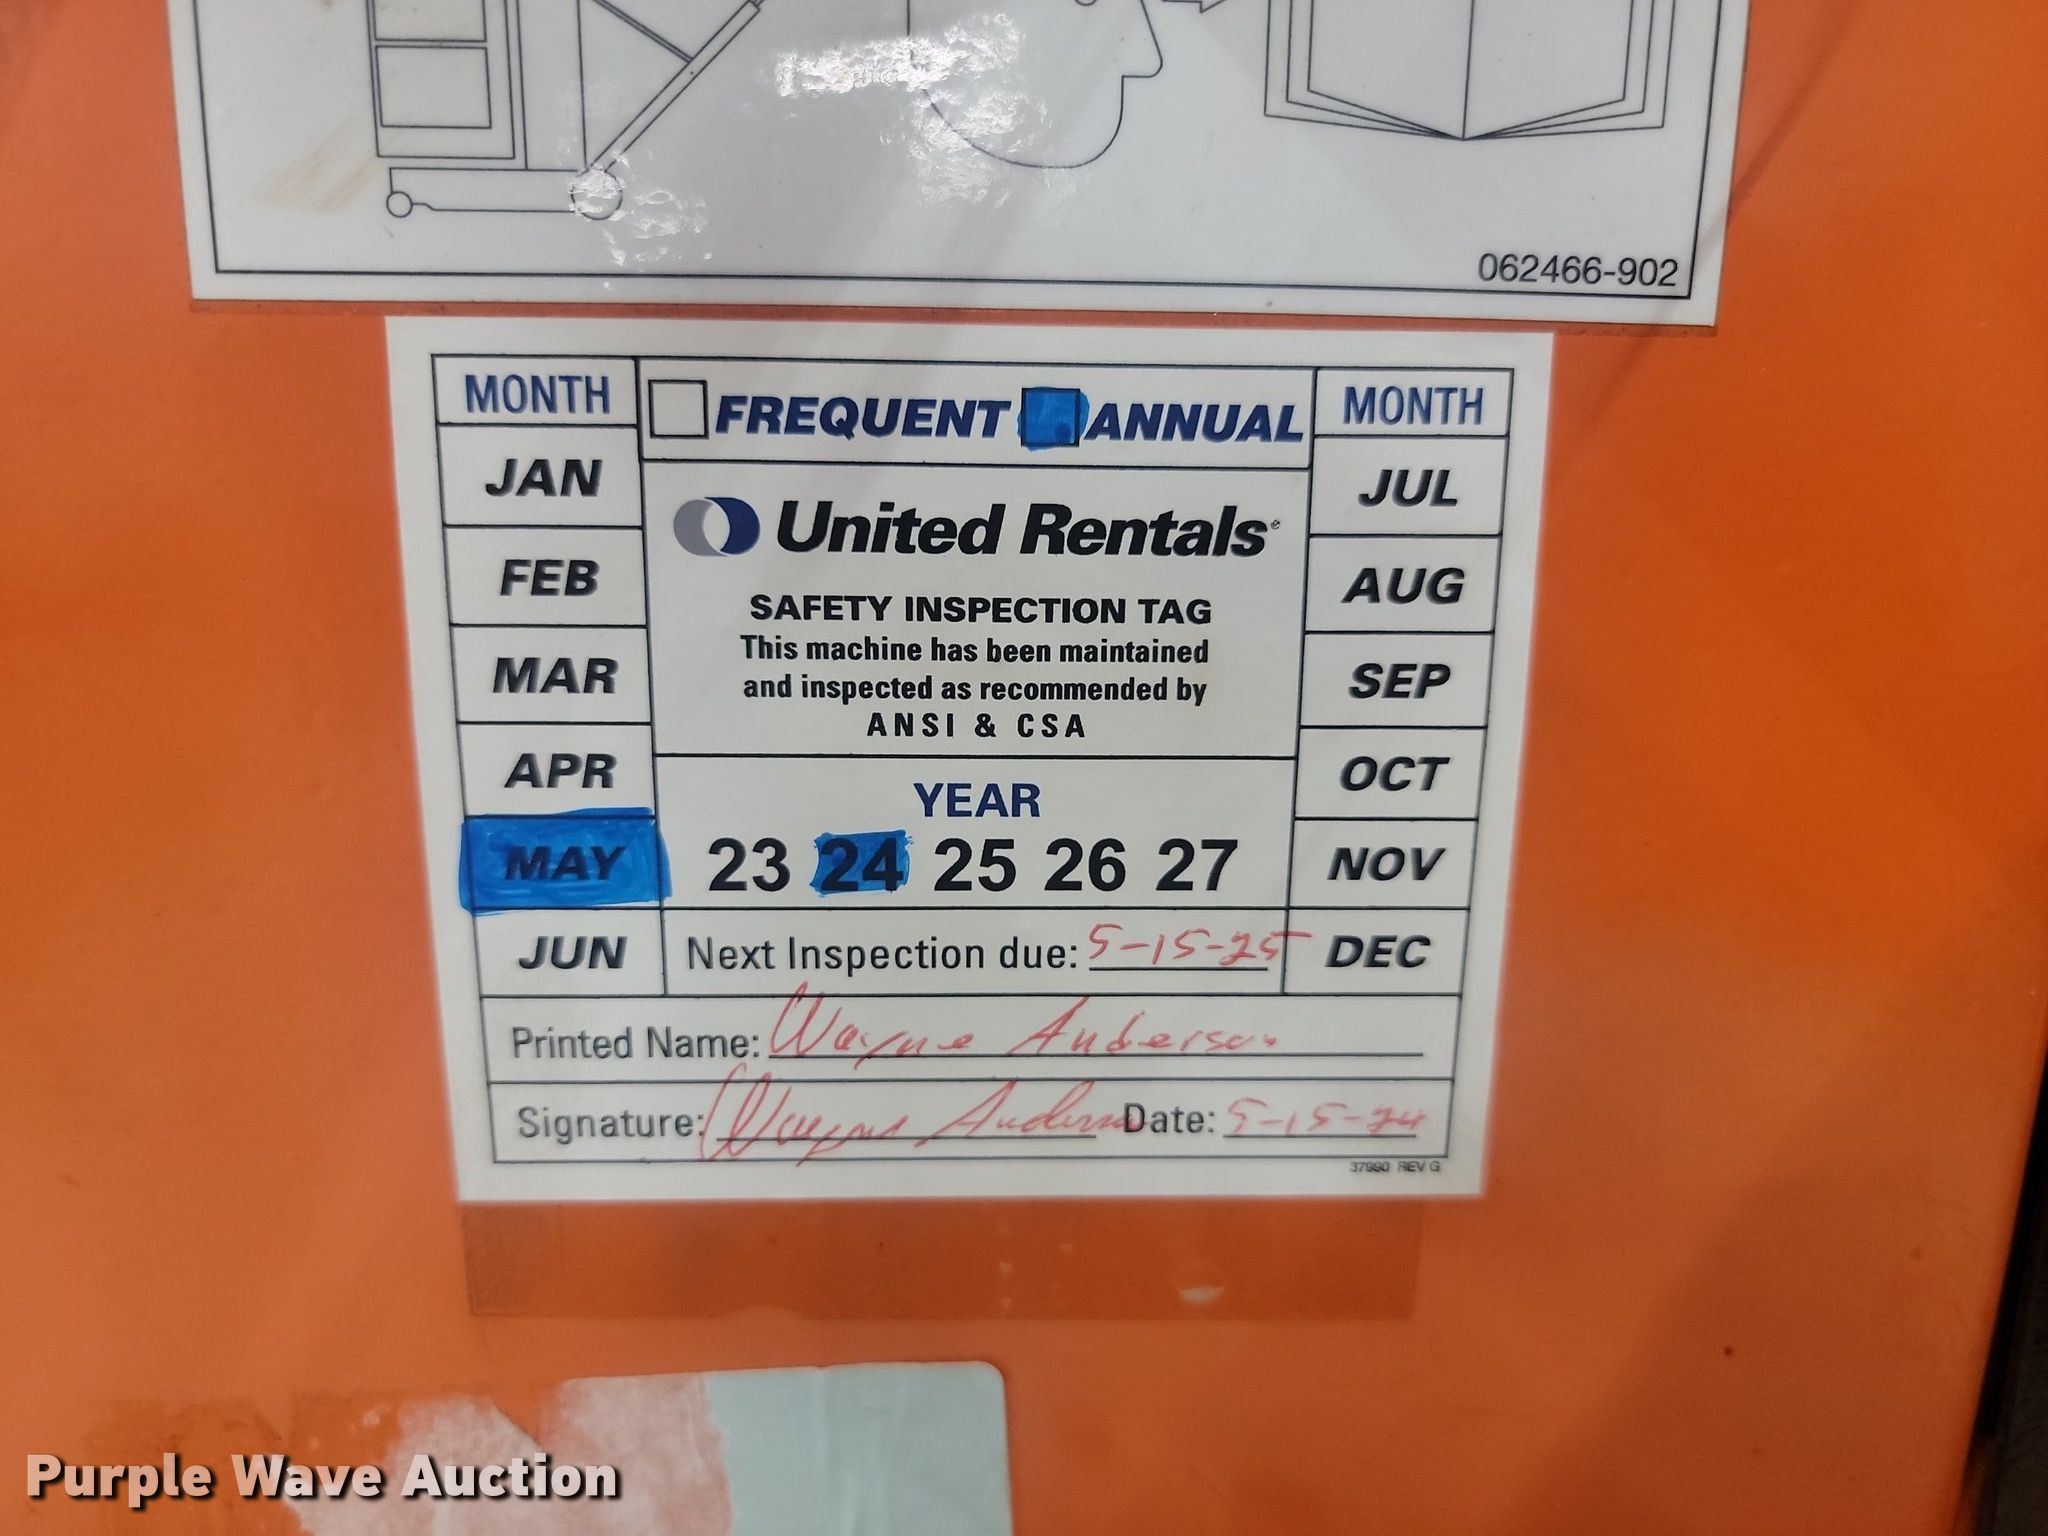 062466-902
MONTH
FREQUENT ANNUAL
MONTH
JAN
FEB
MAR
APR
MAY
JUN
United Rentals
SAFETY INSPECTION TAG
This machine has been maintained
and inspected as recommended by
ANSI & CSA
YEAR
23 24 25 26 27
Next Inspection due: 5-15-25
JUL
AUG
SEP
OCT
NOV
DEC
Printed Name: Wayne Anderson
Signature: Wayne Anderson Date: 5-15-24
37990 REV G
Purple Wave Auction